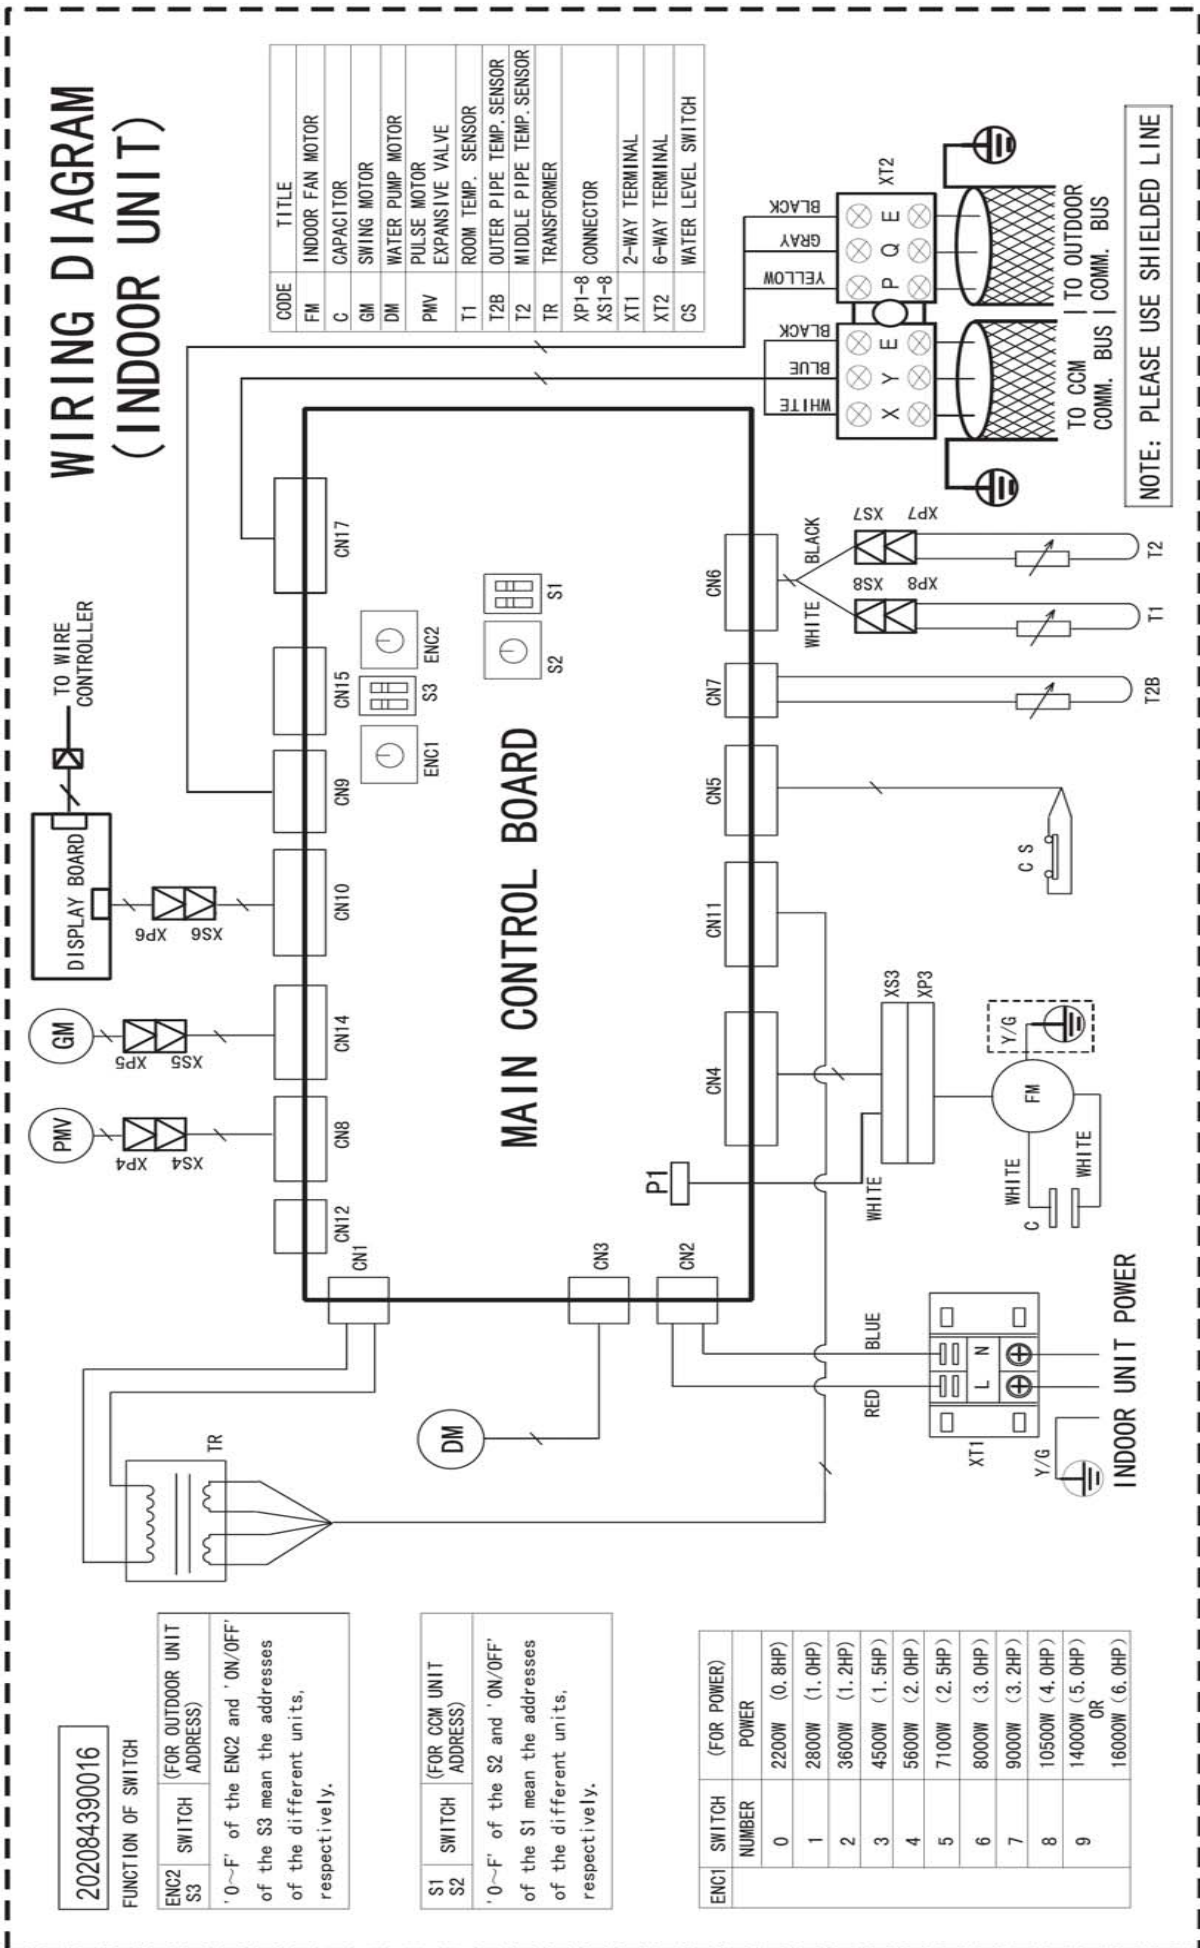 WIRING DIAGRAM
(INDOOR UNIT)
CODE TITLE
FM INDOOR FAN MOTOR
C CAPACITOR
GM SWING MOTOR
DM WATER PUMP MOTOR
PMV PULSE MOTOR
EXPANSIVE VALVE
T1 ROOM TEMP. SENSOR
T2B OUTER PIPE TEMP. SENSOR
T2 MIDDLE PIPE TEMP. SENSOR
TR TRANSFORMER
XP1-8 CONNECTOR
XS1-8
XT1 2-WAY TERMINAL
XT2 6-WAY TERMINAL
CS WATER LEVEL SWITCH
TO WIRE
CONTROLLER
DISPLAY BOARD
XP6
XS6
GM
XP5
XS5
PMV
XP4
XS4
CN12
CN8
CN14
CN10
CN9
CN15
CN17
ENC1
S3
ENC2
S2
S1
MAIN CONTROL BOARD
CN1
CN3
CN2
P1
CN4
CN11
CN5
CN7
CN6
TR
DM
RED
BLUE
WHITE
XS3
XP3
C S
WHITE
BLACK
XS8
XP8
XS7
XP7
T2B
T1
T2
WHITE
BLUE
BLACK
YELLOW
GRAY
BLACK
X Y E
P Q E
XT2
TO CCM
COMM. BUS
TO OUTDOOR
COMM. BUS
NOTE: PLEASE USE SHIELDED LINE
FM
Y/G
WHITE
C
WHITE
XT1
L
N
Y/G
INDOOR UNIT POWER
202084390016
FUNCTION OF SWITCH
ENC2 SWITCH (FOR OUTDOOR UNIT
S3 ADDRESS)
'0~F' of the ENC2 and 'ON/OFF'
of the S3 mean the addresses
of the different units,
respectively.
S1 SWITCH (FOR CCM UNIT
S2 ADDRESS)
'0~F' of the S2 and 'ON/OFF'
of the S1 mean the addresses
of the different units,
respectively.
ENC1 SWITCH (FOR POWER)
NUMBER POWER
0 2200W (0.8HP)
1 2800W (1.0HP)
2 3600W (1.2HP)
3 4500W (1.5HP)
4 5600W (2.0HP)
5 7100W (2.5HP)
6 8000W (3.0HP)
7 9000W (3.2HP)
8 10500W (4.0HP)
9 14000W (5.0HP)
OR
16000W (6.0HP)